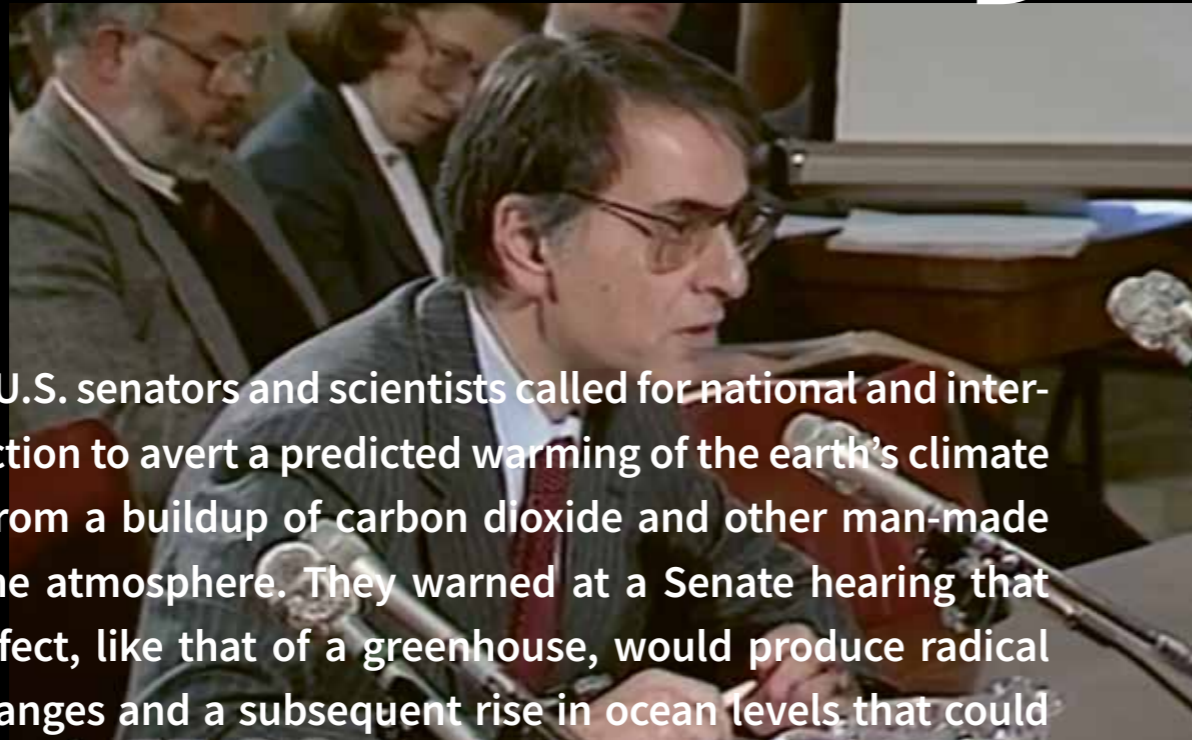 U.S. senators and scientists called for national and inter-
ction to avert a predicted warming of the earth’s climate
rom a buildup of carbon dioxide and other man-made
he atmosphere. They warned at a Senate hearing that
fect, like that of a greenhouse, would produce radical
anges and a subsequent rise in ocean levels that could